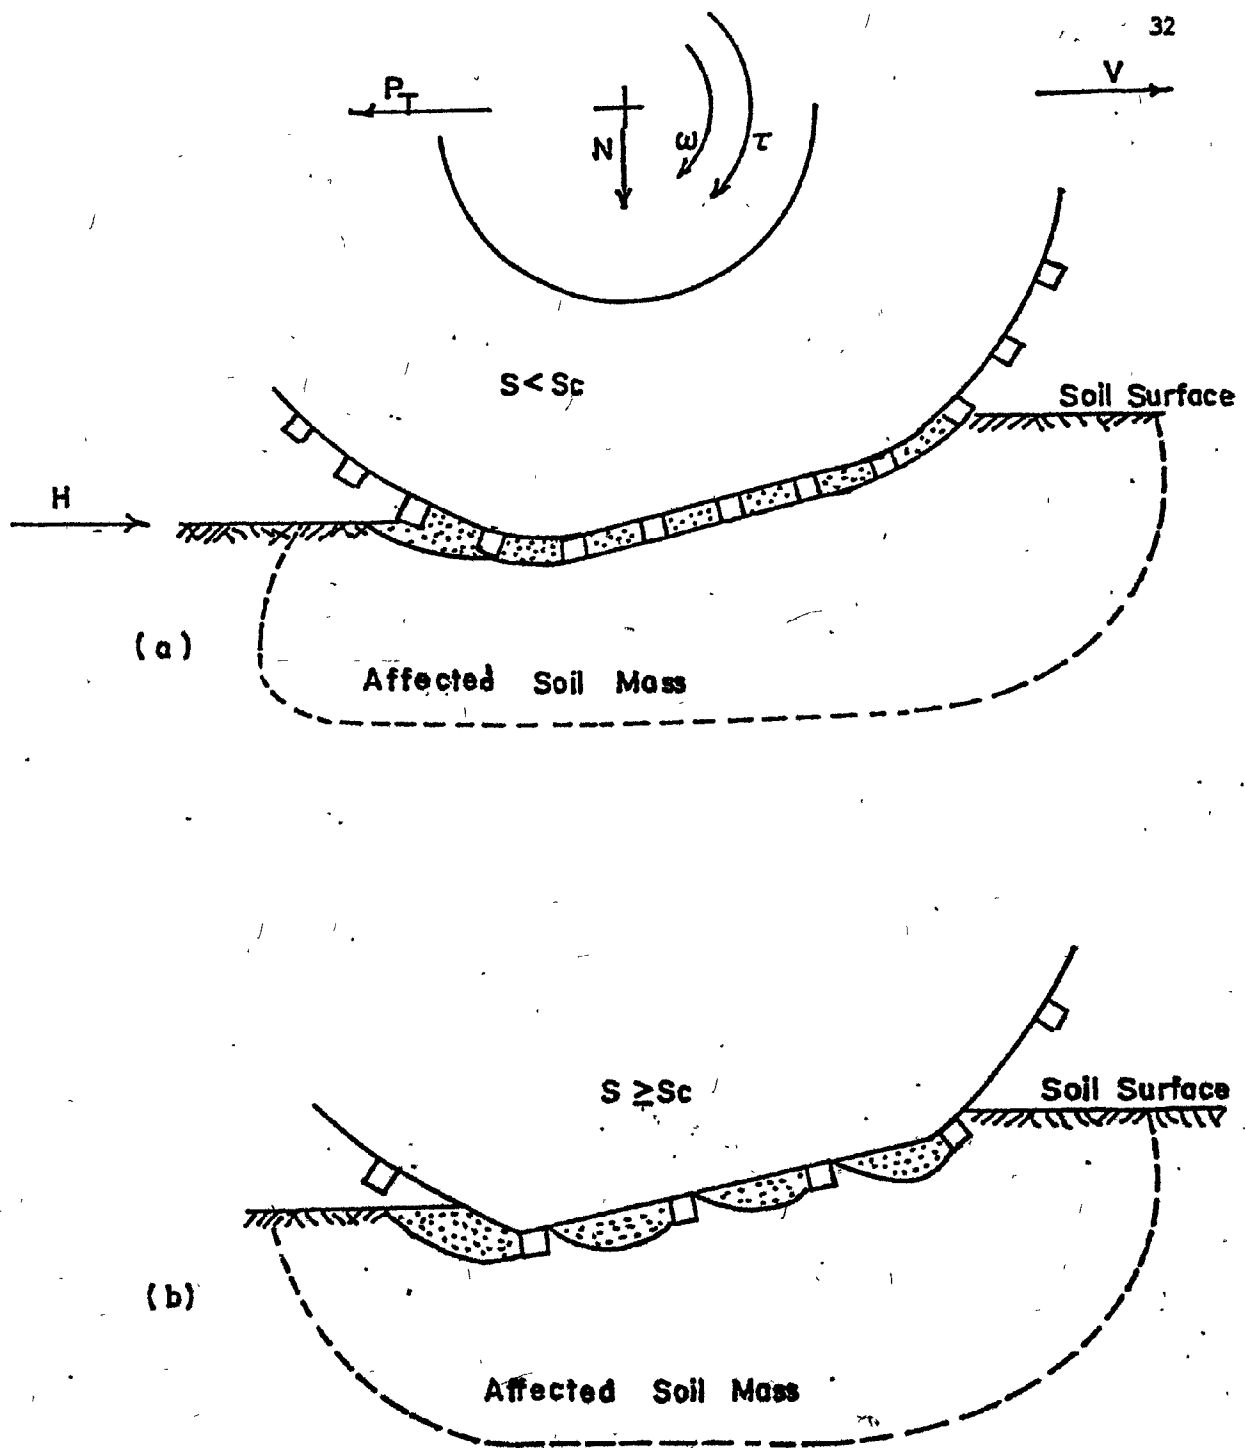 32
P_T
V
N
ω
τ
S < Sc
Soil Surface
H
(a)
Affected Soil Mass
S ≥ Sc
Soil Surface
(b)
Affected Soil Mass